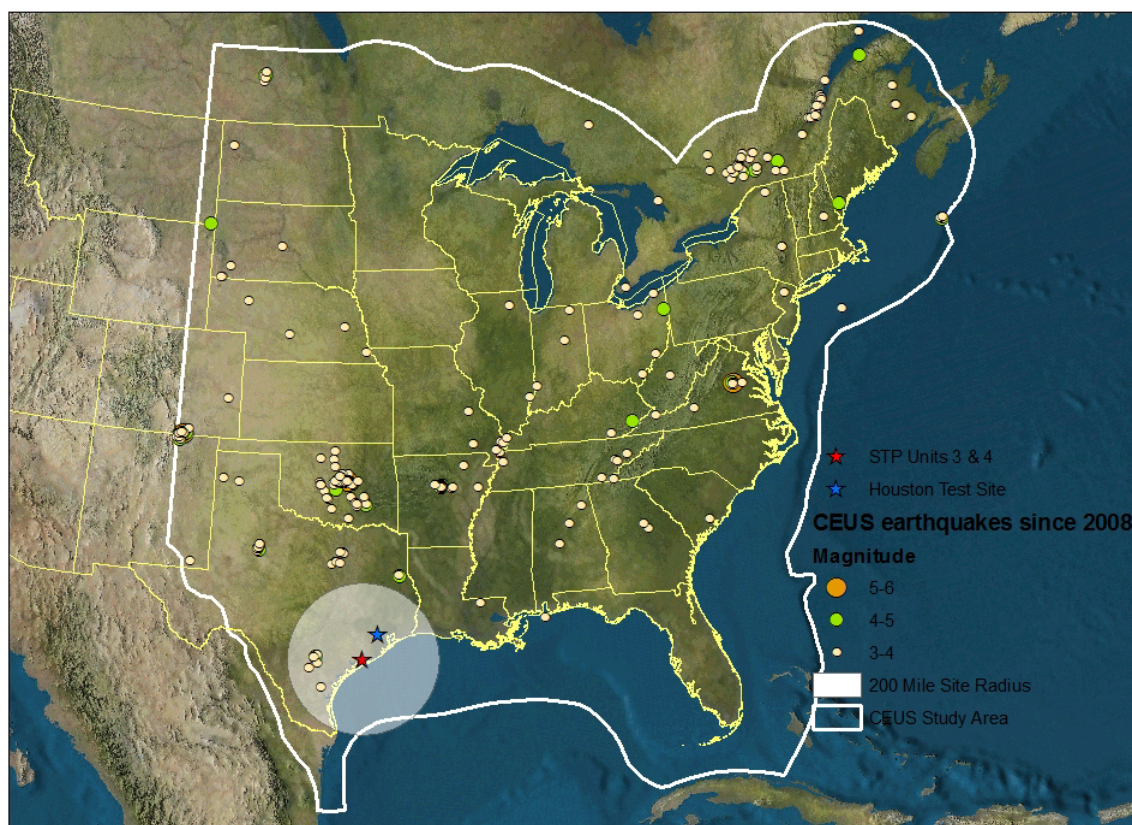 STP Units 3 & 4
Houston Test Site
CEUS earthquakes since 2008
Magnitude
5-6
4-5
3-4
200 Mile Site Radius
CEUS Study Area